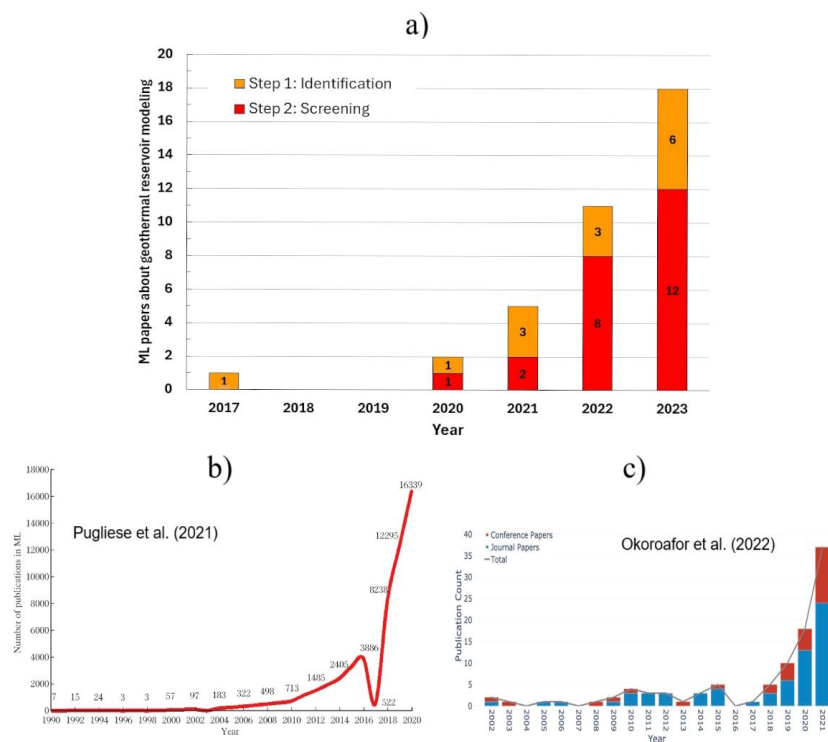 a)
ML papers about geothermal reservoir modeling
20
18
16
14
12
10
8
6
4
2
0
Step 1: Identification
Step 2: Screening
1
1
1
3
2
3
8
6
12
2017 2018 2019 2020 2021 2022 2023
Year
b)
Number of publications in ML
18000
16000
14000
12000
10000
8000
6000
4000
2000
0
Pugliese et al. (2021)
7 15 24 3 3 57 97 183 322 498 713 1485 2405 3886 522 8238 12295 16339
1990 1992 1994 1996 1998 2000 2002 2004 2006 2008 2010 2012 2014 2016 2018 2020
Year
c)
Publication Count
40
35
30
25
20
15
10
5
0
Conference Papers
Journal Papers
Total
Okoroafor et al. (2022)
2002 2003 2004 2005 2006 2007 2008 2009 2010 2011 2012 2013 2014 2015 2016 2017 2018 2019 2020 2021
Year